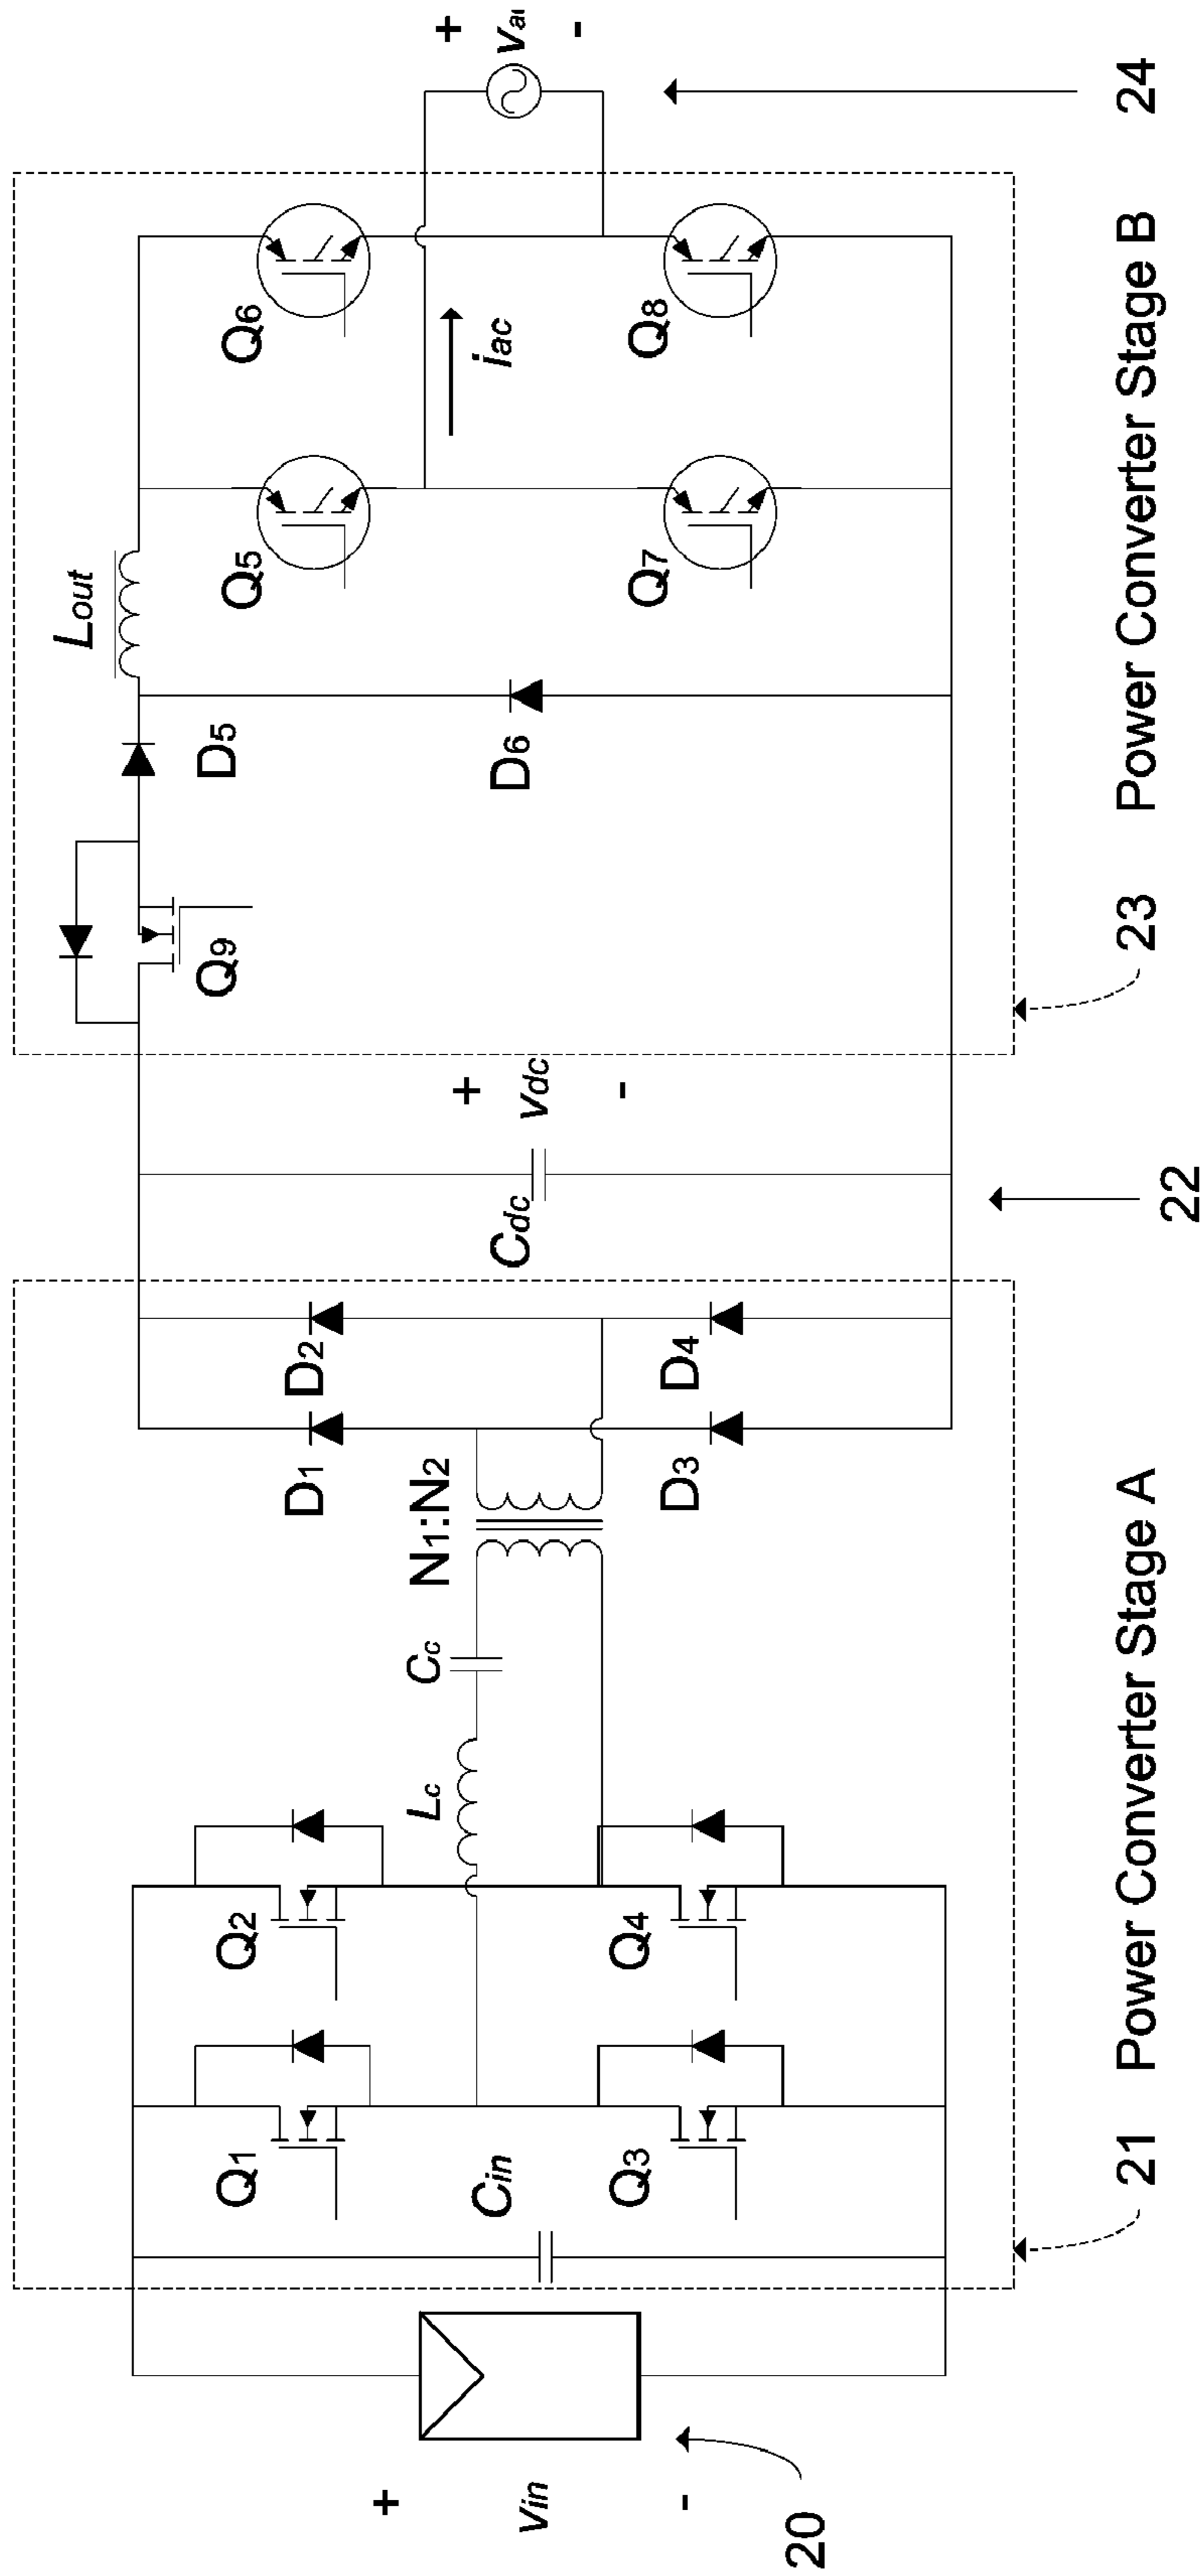 +
Vin
-
20
Cin
Q1
Q2
Q3
Q4
Lc
Cc
N1:N2
D1
D2
D3
D4
Cdc
+
Vdc
-
22
Q9
D5
D6
Lout
Q5
Q6
Q7
Q8
iac
+
-
24
21 Power Converter Stage A
23 Power Converter Stage B